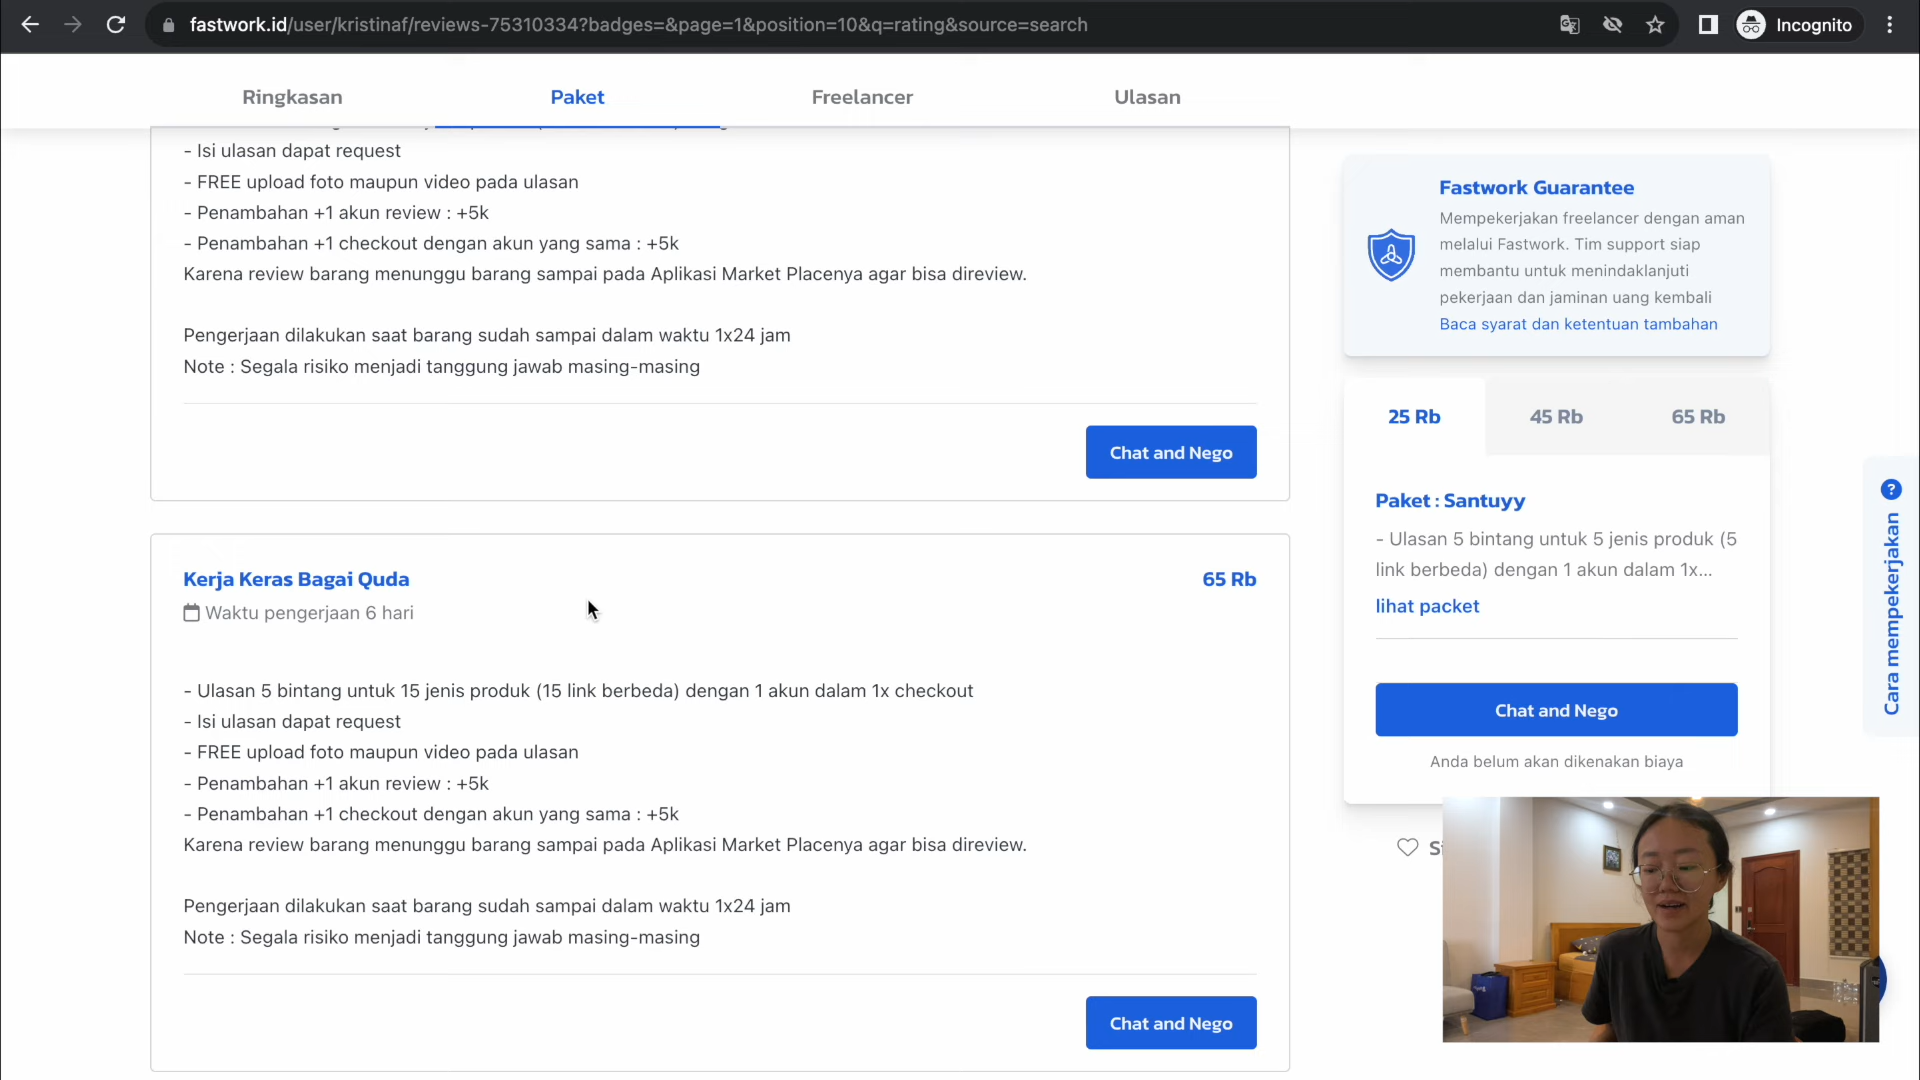 fastwork.id/user/kristinaf/reviews-75310334?badges=&page=1&position=10&q=rating&source=search
Incognito
Ringkasan
Paket
Freelancer
Ulasan
- Isi ulasan dapat request
- FREE upload foto maupun video pada ulasan
- Penambahan +1 akun review : +5k
- Penambahan +1 checkout dengan akun yang sama : +5k
Karena review barang menunggu barang sampai pada Aplikasi Market Placenya agar bisa direview.
Pengerjaan dilakukan saat barang sudah sampai dalam waktu 1x24 jam
Note : Segala risiko menjadi tanggung jawab masing-masing
Chat and Nego
Kerja Keras Bagai Quda
65 Rb
Waktu pengerjaan 6 hari
- Ulasan 5 bintang untuk 15 jenis produk (15 link berbeda) dengan 1 akun dalam 1x checkout
- Isi ulasan dapat request
- FREE upload foto maupun video pada ulasan
- Penambahan +1 akun review : +5k
- Penambahan +1 checkout dengan akun yang sama : +5k
Karena review barang menunggu barang sampai pada Aplikasi Market Placenya agar bisa direview.
Pengerjaan dilakukan saat barang sudah sampai dalam waktu 1x24 jam
Note : Segala risiko menjadi tanggung jawab masing-masing
Chat and Nego
Fastwork Guarantee
Mempekerjakan freelancer dengan aman
melalui Fastwork. Tim support siap
membantu untuk menindaklanjuti
pekerjaan dan jaminan uang kembali
Baca syarat dan ketentuan tambahan
25 Rb
45 Rb
65 Rb
Paket : Santuyy
- Ulasan 5 bintang untuk 5 jenis produk (5
link berbeda) dengan 1 akun dalam 1x...
lihat packet
Chat and Nego
Anda belum akan dikenakan biaya
? Cara mempekerjakan